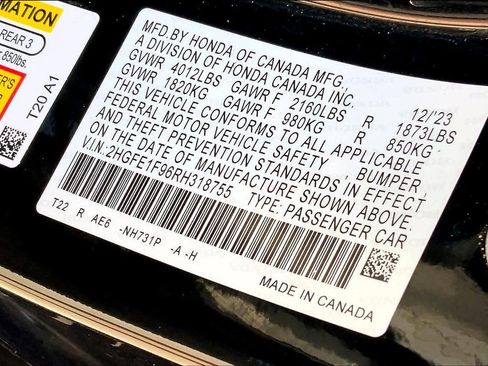 MATION
REAR 3
or 850lbs.
ER'S
T20 A1
MFD.BY HONDA OF CANADA MFG.,
A DIVISION OF HONDA CANADA INC. 12/23
GVWR 4012LBS GAWR F 2160LBS R 1873LBS
GVWR 1820KG GAWR F 980KG R 850KG
THIS VEHICLE CONFORMS TO ALL APPLICABLE
FEDERAL MOTOR VEHICLE SAFETY, BUMPER
AND THEFT PREVENTION STANDARDS IN EFFECT
ON THE DATE OF MANUFACTURE SHOWN ABOVE.
V.I.N:2HGFE1F96RH318755 TYPE: PASSENGER CAR
T22 R AE6 -NH731P -A -H
MADE IN CANADA